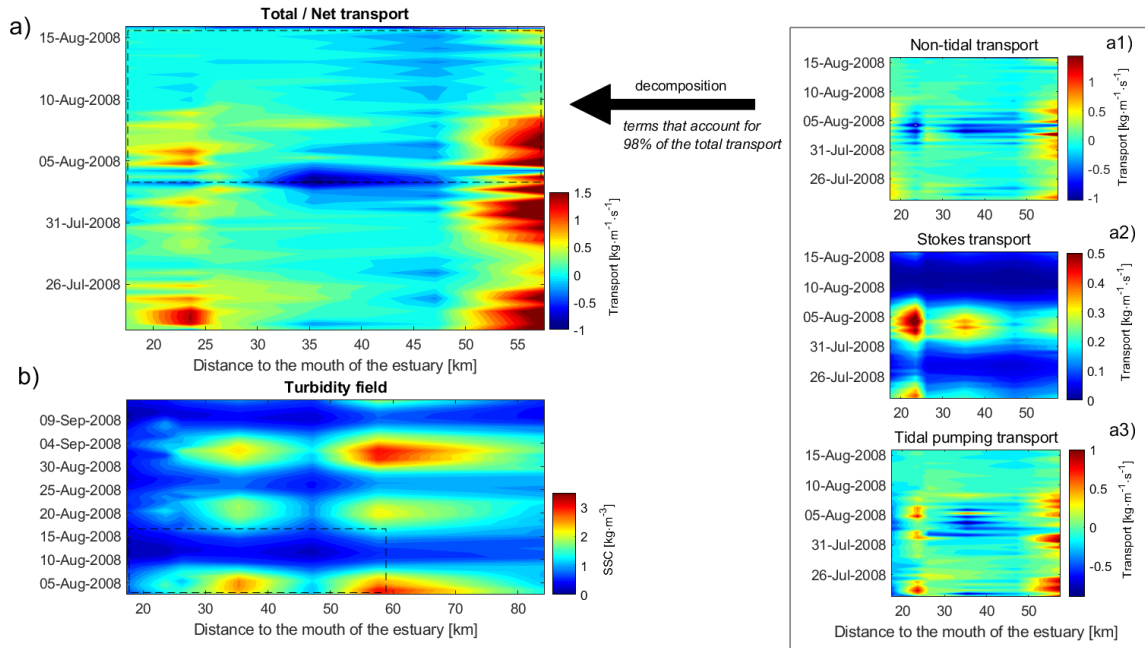 a)
Total / Net transport
15-Aug-2008
10-Aug-2008
05-Aug-2008
31-Jul-2008
26-Jul-2008
20 25 30 35 40 45 50 55
Distance to the mouth of the estuary [km]
1.5
1
0.5
0
-0.5
-1
Transport [kg·m⁻¹·s⁻¹]
decomposition
terms that account for
98% of the total transport
b)
Turbidity field
09-Sep-2008
04-Sep-2008
30-Aug-2008
25-Aug-2008
20-Aug-2008
15-Aug-2008
10-Aug-2008
05-Aug-2008
20 30 40 50 60 70 80
Distance to the mouth of the estuary [km]
3
2
1
0
SSC [kg·m⁻³]
a1)
Non-tidal transport
15-Aug-2008
10-Aug-2008
05-Aug-2008
31-Jul-2008
26-Jul-2008
20 30 40 50
1
0.5
0
-0.5
-1
Transport [kg·m⁻¹·s⁻¹]
a2)
Stokes transport
15-Aug-2008
10-Aug-2008
05-Aug-2008
31-Jul-2008
26-Jul-2008
20 30 40 50
0.5
0.4
0.3
0.2
0.1
0
Transport [kg·m⁻¹·s⁻¹]
a3)
Tidal pumping transport
15-Aug-2008
10-Aug-2008
05-Aug-2008
31-Jul-2008
26-Jul-2008
20 30 40 50
Distance to the mouth of the estuary [km]
1
0.5
0
-0.5
Transport [kg·m⁻¹·s⁻¹]